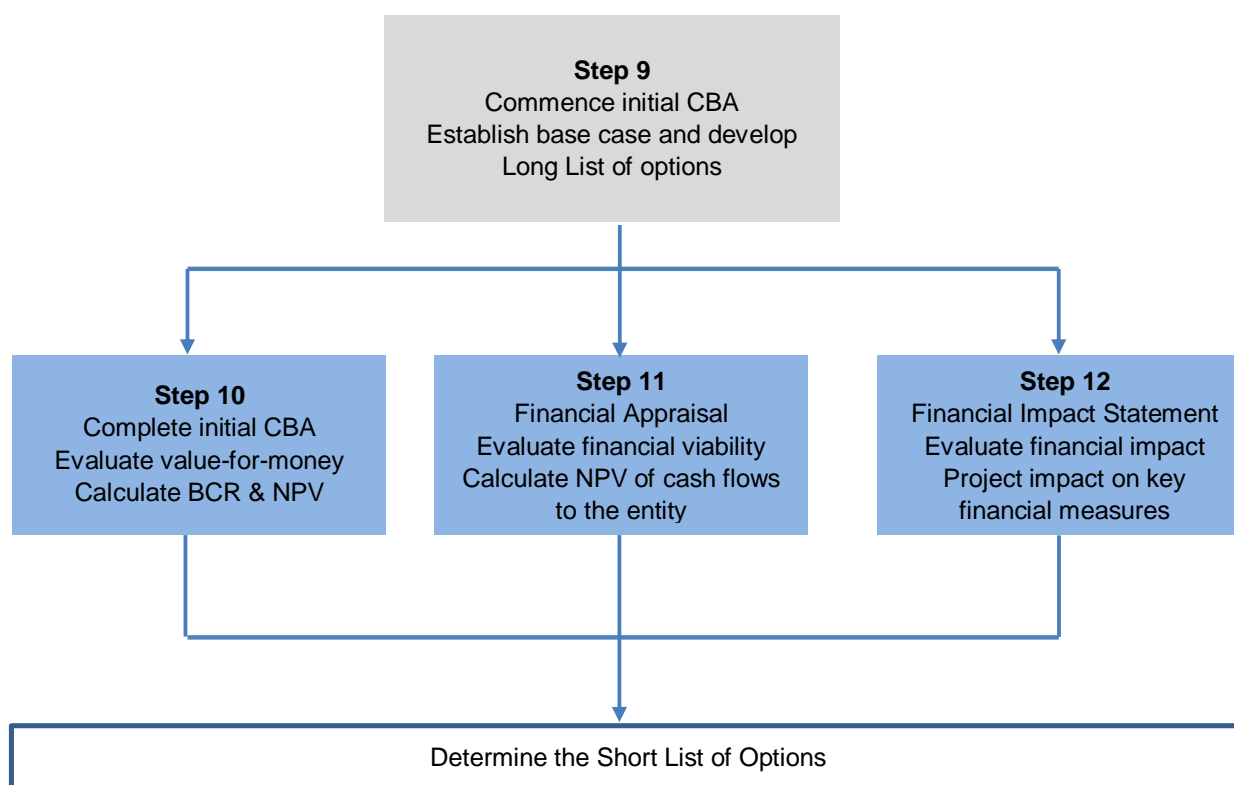 Step 9
Commence initial CBA
Establish base case and develop
Long List of options
Step 10
Complete initial CBA
Evaluate value-for-money
Calculate BCR & NPV
Step 11
Financial Appraisal
Evaluate financial viability
Calculate NPV of cash flows
to the entity
Step 12
Financial Impact Statement
Evaluate financial impact
Project impact on key
financial measures
Determine the Short List of Options